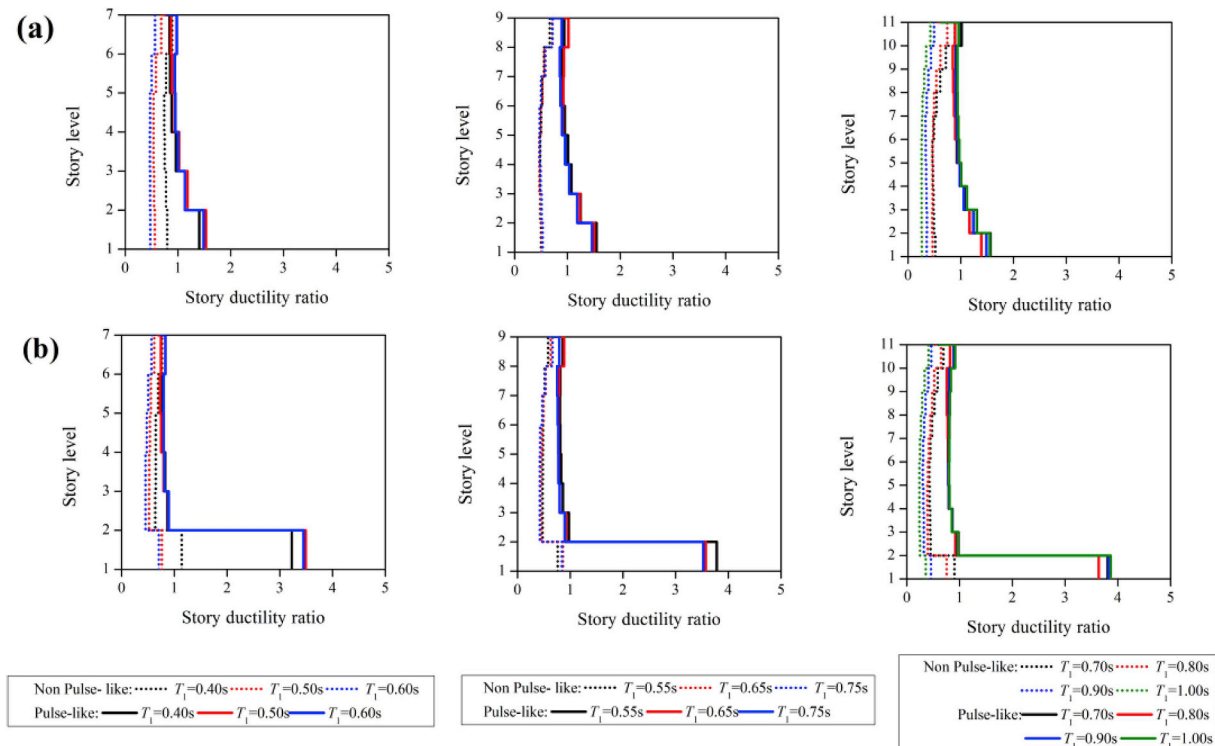 (a)
7
6
5
4
3
2
1
Story level
0 1 2 3 4 5
Story ductility ratio
9
8
7
6
5
4
3
2
1
Story level
0 1 2 3 4 5
Story ductility ratio
11
10
9
8
7
6
5
4
3
2
1
Story level
0 1 2 3 4 5
Story ductility ratio
(b)
7
6
5
4
3
2
1
Story level
0 1 2 3 4 5
Story ductility ratio
9
8
7
6
5
4
3
2
1
Story level
0 1 2 3 4 5
Story ductility ratio
11
10
9
8
7
6
5
4
3
2
1
Story level
0 1 2 3 4 5
Story ductility ratio
Non Pulse- like: T1=0.40s T1=0.50s T1=0.60s
Pulse-like: T1=0.40s T1=0.50s T1=0.60s
Non Pulse- like: T1=0.55s T1=0.65s T1=0.75s
Pulse-like: T1=0.55s T1=0.65s T1=0.75s
Non Pulse-like: T1=0.70s T1=0.80s
T1=0.90s T1=1.00s
Pulse-like: T1=0.70s T1=0.80s
T1=0.90s T1=1.00s